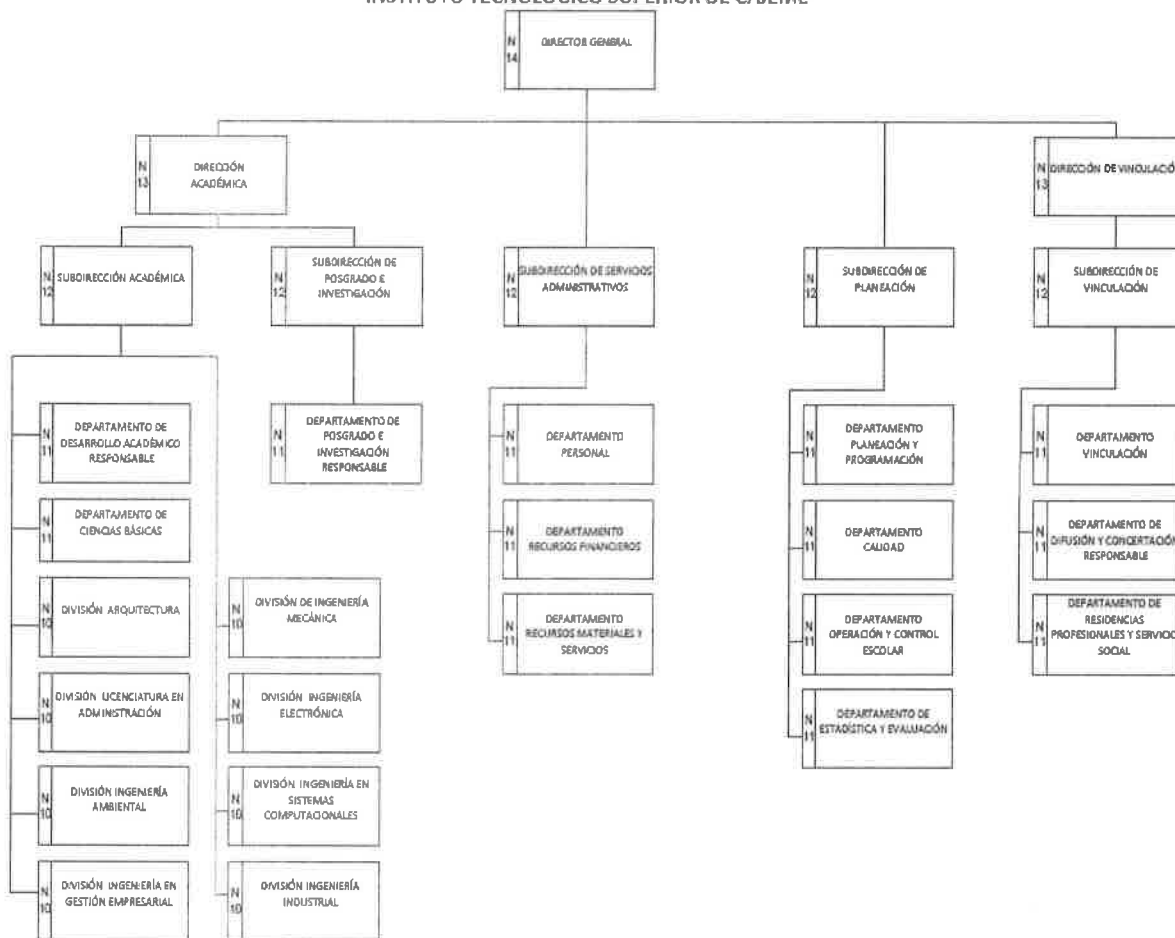 N
14
DIRECTOR GENERAL
N
13
DIRECCIÓN
ACADÉMICA
N
13
DIRECCIÓN DE VINCULACIÓ
N
12
SUBDIRECCIÓN ACADÉMICA
N
12
SUBDIRECCIÓN DE
POSGRADO E
INVESTIGACIÓN
N
12
SUBDIRECCIÓN DE SERVICIOS
ADMINISTRATIVOS
N
12
SUBDIRECCIÓN DE
PLANEACIÓN
N
12
SUBDIRECCIÓN DE
VINCULACIÓN
N
11
DEPARTAMENTO DE
DESARROLLO ACADÉMICO
RESPONSABLE
N
11
DEPARTAMENTO DE
POSGRADO E
INVESTIGACIÓN
RESPONSABLE
N
11
DEPARTAMENTO
PERSONAL
N
11
DEPARTAMENTO
PLANEACIÓN Y
PROGRAMACIÓN
N
11
DEPARTAMENTO
VINCULACIÓN
N
11
DEPARTAMENTO DE
CIENCIAS BÁSICAS
N
11
DEPARTAMENTO
RECURSOS FINANCIEROS
N
11
DEPARTAMENTO
CALIDAD
N
11
DEPARTAMENTO DE
DIFUSIÓN Y CONCERTACIÓN
RESPONSABLE
N
10
DIVISIÓN ARQUITECTURA
N
10
DIVISIÓN DE INGENIERÍA
MECÁNICA
N
11
DEPARTAMENTO
RECURSOS MATERIALES Y
SERVICIOS
N
11
DEPARTAMENTO
OPERACIÓN Y CONTROL
ESCOLAR
N
11
DEPARTAMENTO DE
RESIDENCIAS
PROFESIONALES Y SERVICIO
SOCIAL
N
10
DIVISIÓN LICENCIATURA EN
ADMINISTRACIÓN
N
10
DIVISIÓN INGENIERÍA
ELECTRÓNICA
N
11
DEPARTAMENTO DE
ESTADÍSTICA Y EVALUACIÓN
N
10
DIVISIÓN INGENIERÍA
AMBIENTAL
N
10
DIVISIÓN INGENIERÍA EN
SISTEMAS
COMPUTACIONALES
N
10
DIVISIÓN INGENIERÍA EN
GESTIÓN EMPRESARIAL
N
10
DIVISIÓN INGENIERÍA
INDUSTRIAL